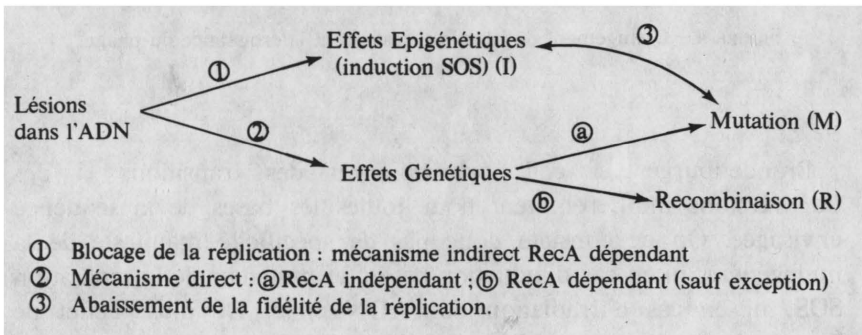 Effets Epigénétiques
(induction SOS) (I)
①
③
Lésions
dans l'ADN
②
ⓐ
Mutation (M)
Effets Génétiques
ⓑ
Recombinaison (R)
① Blocage de la réplication : mécanisme indirect RecA dépendant
② Mécanisme direct : ⓐ RecA indépendant ; ⓑ RecA dépendant (sauf exception)
③ Abaissement de la fidélité de la réplication.